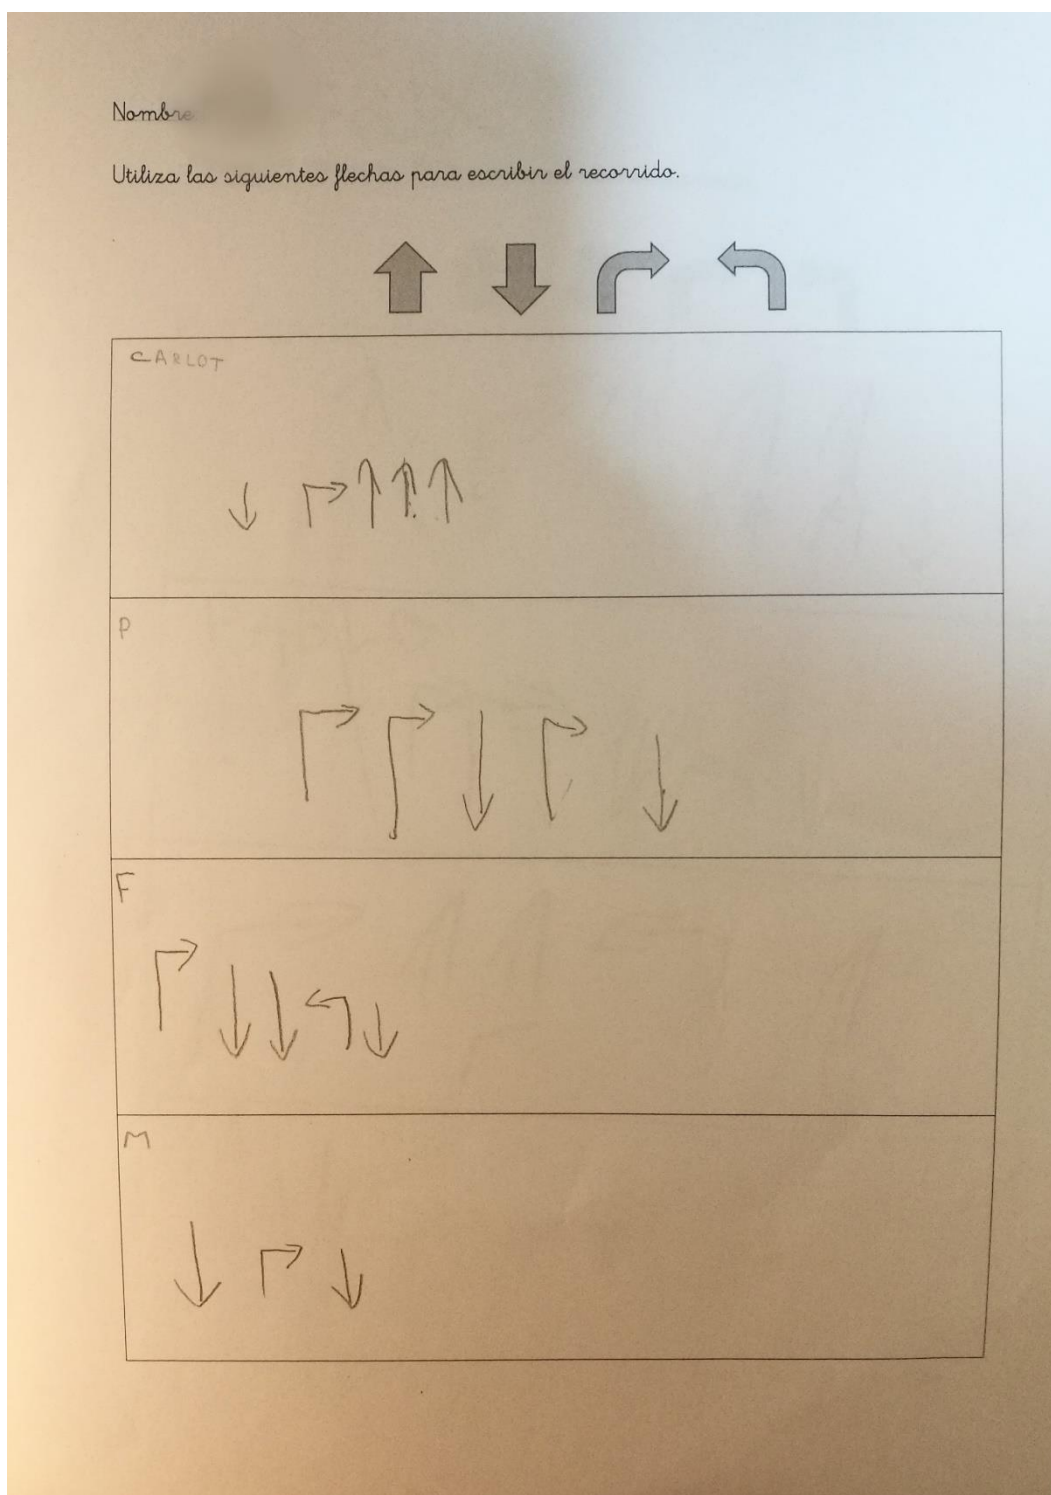 Nombre
Utiliza las siguientes flechas para escribir el recorrido.
CARLOT
P
F
M